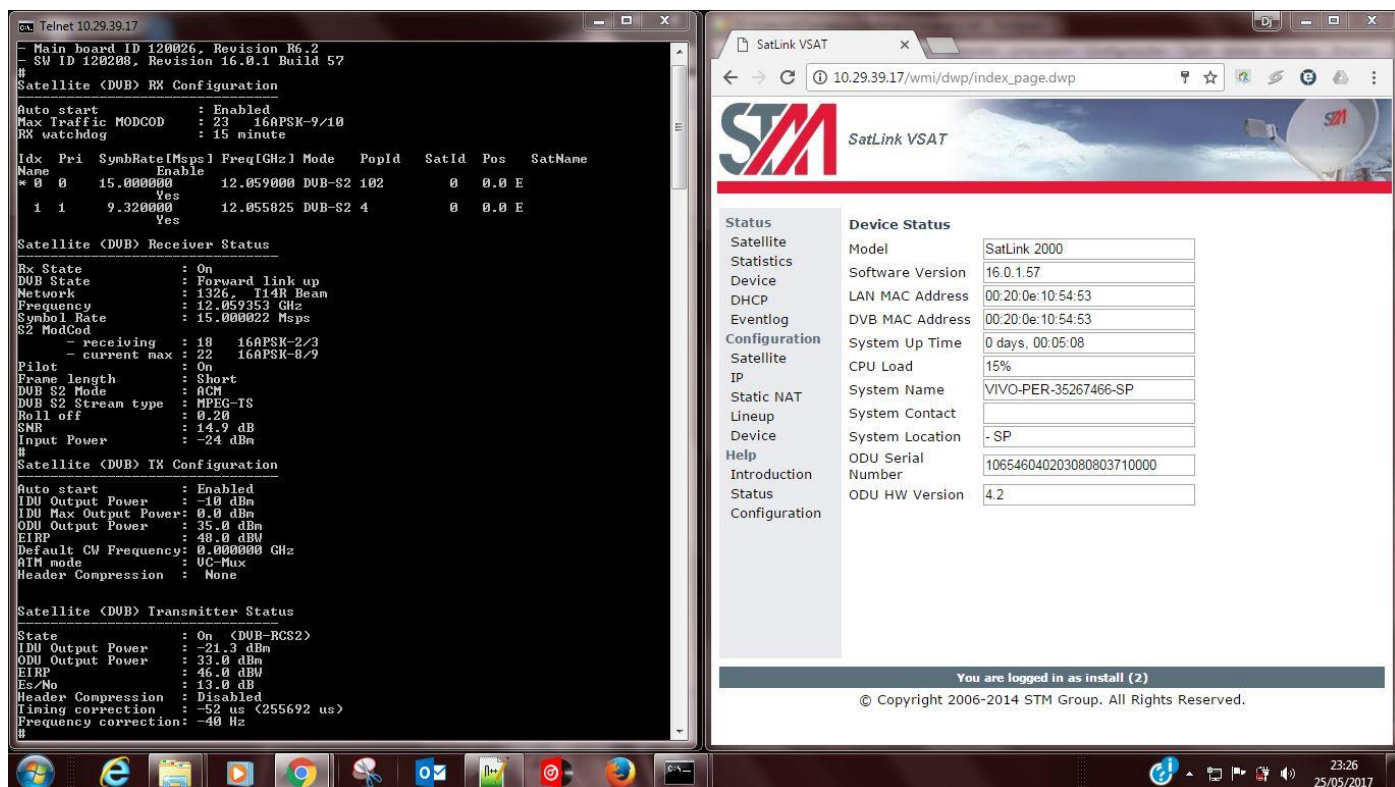 Telnet 10.29.39.17
- Main board ID 120026, Revision R6.2
- SW ID 120208, Revision 16.0.1 Build 57
#
Satellite (DVB) RX Configuration
Auto start : Enabled
Max Traffic MODCOD : 23 16APSK-9/10
RX watchdog : 15 minute
Idx Pri SymbRate[Msps] Freq[GHz] Mode PopId SatId Pos SatName
Name Enable
* 0 0 15.000000 12.059000 DVB-S2 102 0 0.0 E
Yes
1 1 9.320000 12.055825 DVB-S2 4 0 0.0 E
Yes
Satellite (DVB) Receiver Status
Rx State : On
DVB State : Forward link up
Network : 1326, T14R Beam
Frequency : 12.059353 GHz
Symbol Rate : 15.000022 Msps
S2 ModCod
- receiving : 18 16APSK-2/3
- current max : 22 16APSK-8/9
Pilot : On
Frame length : Short
DVB S2 Mode : ACM
DVB S2 Stream type : MPEG-TS
Roll off : 0.20
SNR : 14.9 dB
Input Power : -24 dBm
#
Satellite (DVB) TX Configuration
Auto start : Enabled
IDU Output Power : -10 dBm
IDU Max Output Power: 0.0 dBm
ODU Output Power : 35.0 dBm
EIRP : 48.0 dBW
Default CW Frequency: 0.000000 GHz
ATM mode : VC-Mux
Header Compression : None
Satellite (DVB) Transmitter Status
State : On (DVB-RCS2)
IDU Output Power : -21.3 dBm
ODU Output Power : 33.0 dBm
EIRP : 46.0 dBW
Es/No : 13.0 dB
Header Compression : Disabled
Timing correction : -52 us (255692 us)
Frequency correction: -40 Hz
#
Dj
SatLink VSAT
10.29.39.17/wmi/dwp/index_page.dwp
STM
SatLink VSAT
STM
Status
Satellite
Statistics
Device
DHCP
Eventlog
Configuration
Satellite
IP
Static NAT
Lineup
Device
Help
Introduction
Status
Configuration
Device Status
Model SatLink 2000
Software Version 16.0.1.57
LAN MAC Address 00:20:0e:10:54:53
DVB MAC Address 00:20:0e:10:54:53
System Up Time 0 days, 00:05:08
CPU Load 15%
System Name VIVO-PER-35267466-SP
System Contact
System Location - SP
ODU Serial
Number 106546040203080803710000
ODU HW Version 4.2
You are logged in as install (2)
© Copyright 2006-2014 STM Group. All Rights Reserved.
23:26
25/05/2017